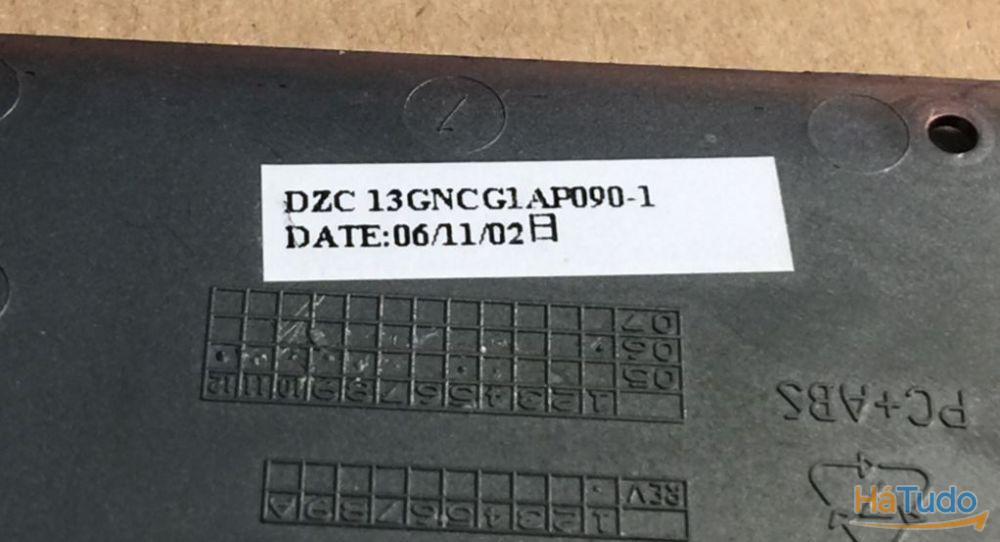 DZC 13GNCG1AP090-1
DATE:06/11/02日
07
06
05
12 11 10 9 8 7 6 5 4 3 2 1
PC+ABS
REV
A 9 8 7 6 5 4 3 2 1
HáTudo